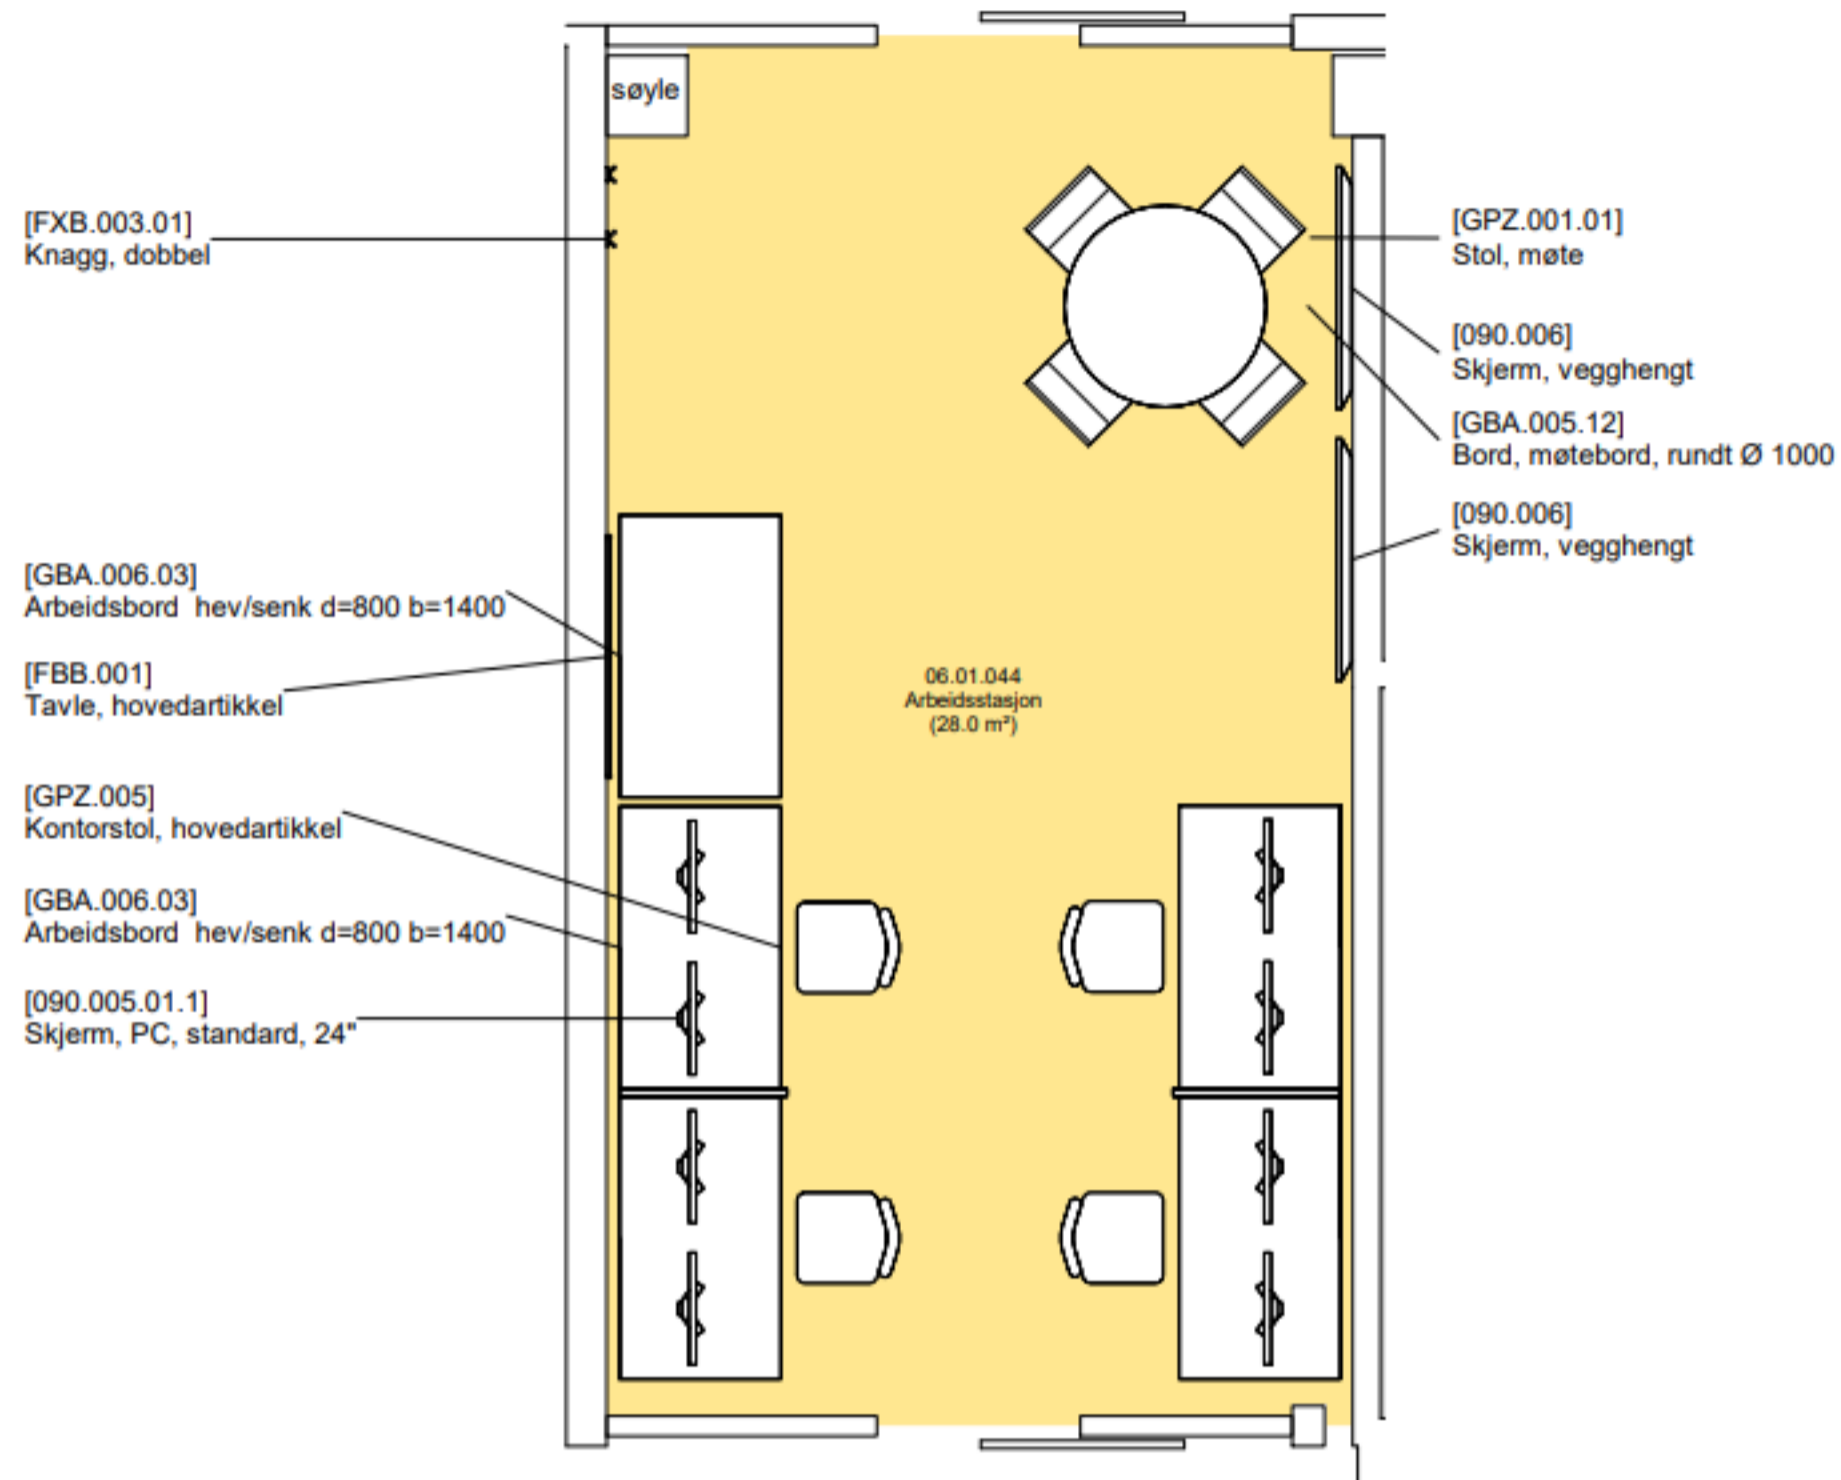 søyle
[FXB.003.01]
Knagg, dobbel
[GPZ.001.01]
Stol, møte
[090.006]
Skjerm, vegghengt
[GBA.005.12]
Bord, møtebord, rundt Ø 1000
[090.006]
Skjerm, vegghengt
[GBA.006.03]
Arbeidsbord  hev/senk d=800 b=1400
[FBB.001]
Tavle, hovedartikkel
06.01.044
Arbeidsstasjon
(28.0 m²)
[GPZ.005]
Kontorstol, hovedartikkel
[GBA.006.03]
Arbeidsbord  hev/senk d=800 b=1400
[090.005.01.1]
Skjerm, PC, standard, 24"